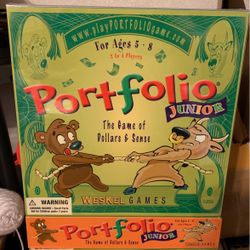 www.playPORTFOLIOgame.com
For Ages 5 - 8
2 to 4 Players
Portfolio
JUNIOR
The Game of
Dollars & Sense
WARNING:
WESKEL GAMES
Portfolio
JUNIOR
The Game of Dollars & Sense